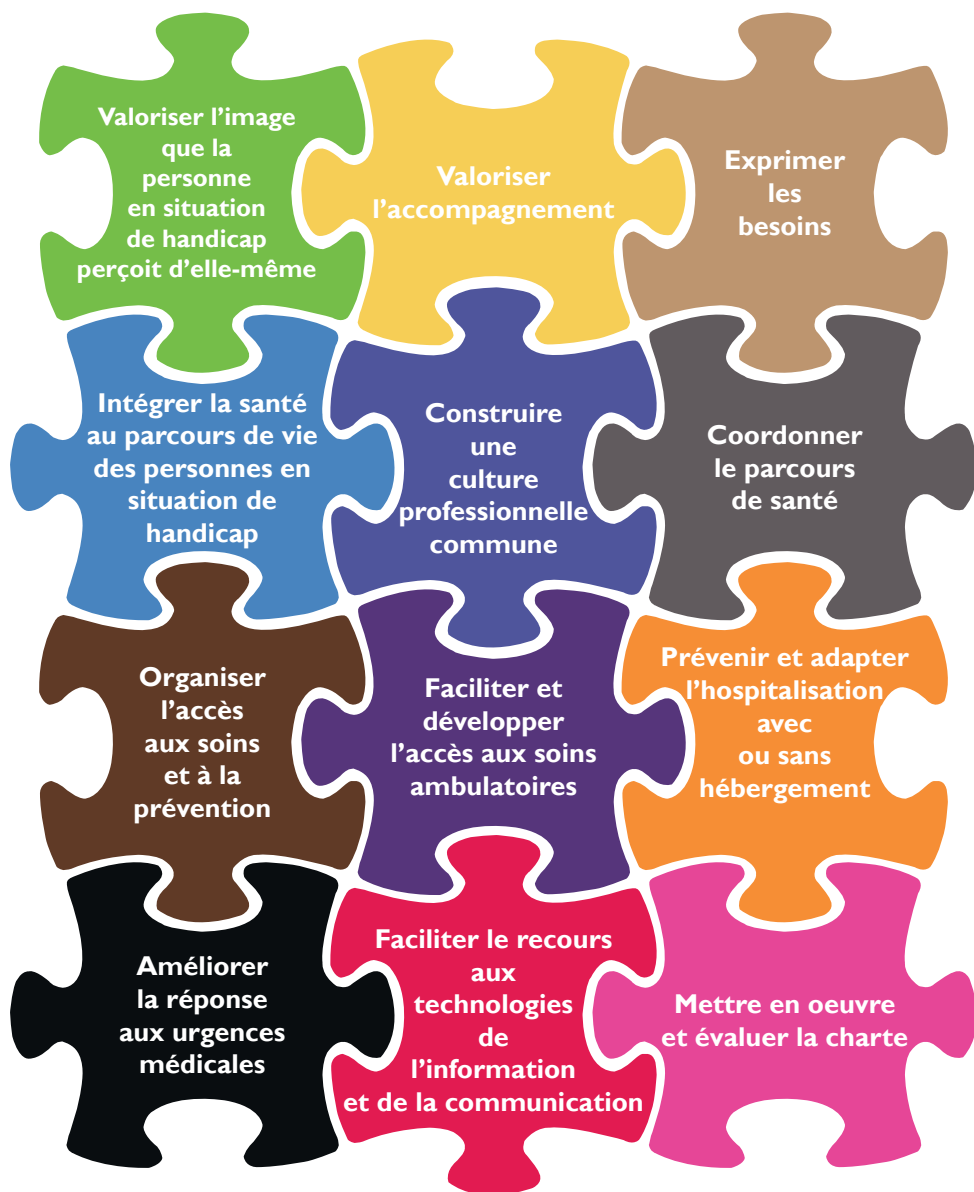 Valoriser l’image
que la
personne
en situation
de handicap
perçoit d’elle-même
Valoriser
l’accompagnement
Exprimer
les
besoins
Intégrer la santé
au parcours de vie
des personnes en
situation de
handicap
Construire
une
culture
professionnelle
commune
Coordonner
le parcours
de santé
Organiser
l’accès
aux soins
et à la
prévention
Faciliter et
développer
l’accès aux soins
ambulatoires
Prévenir et adapter
l’hospitalisation
avec
ou sans
hébergement
Améliorer
la réponse
aux urgences
médicales
Faciliter le recours
aux
technologies
de
l’information
et de la communication
Mettre en oeuvre
et évaluer la charte